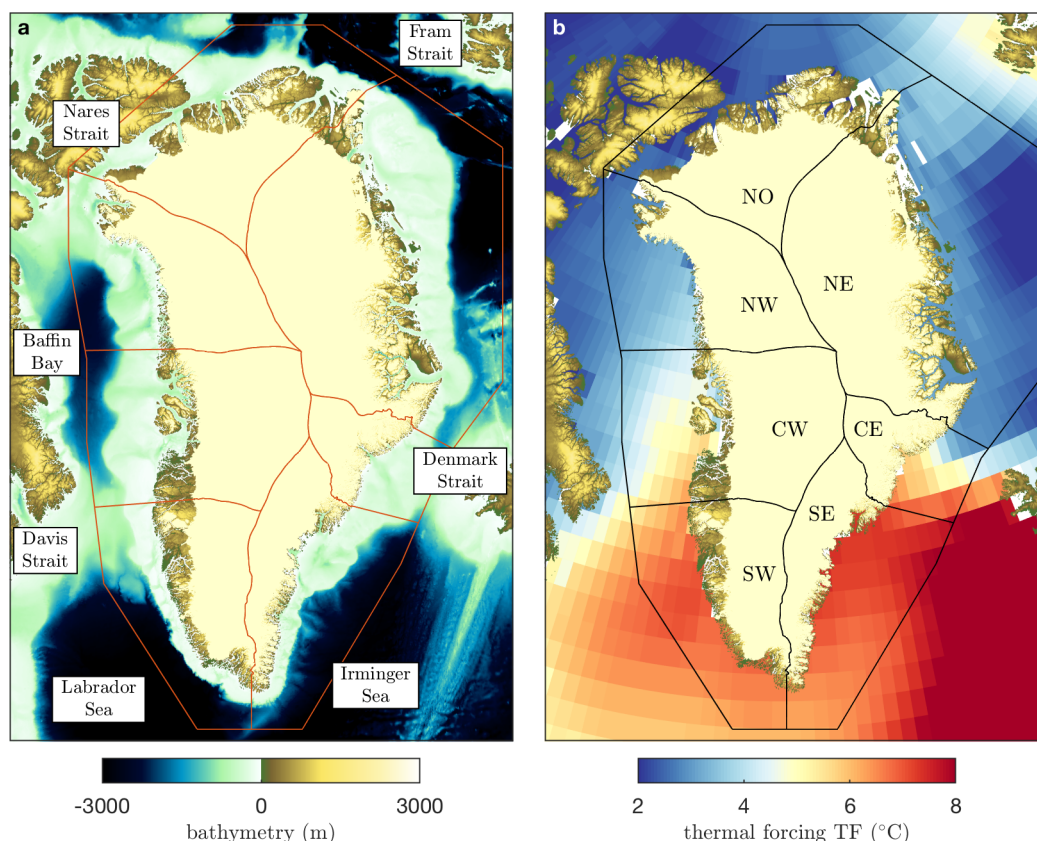 a
Fram
Strait
Nares
Strait
Baffin
Bay
Denmark
Strait
Davis
Strait
Labrador
Sea
Irminger
Sea
-3000
0
3000
bathymetry (m)
b
NO
NE
NW
CW
CE
SE
SW
2
4
6
8
thermal forcing TF (°C)